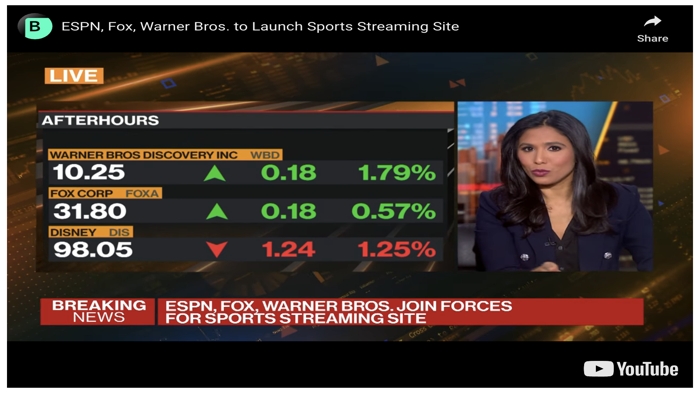 B
ESPN, Fox, Warner Bros. to Launch Sports Streaming Site
Share
LIVE
AFTERHOURS
WARNER BROS DISCOVERY INC WBD
10.25 0.18 1.79%
FOX CORP FOXA
31.80 0.18 0.57%
DISNEY DIS
98.05 1.24 1.25%
BREAKING NEWS
ESPN, FOX, WARNER BROS. JOIN FORCES
FOR SPORTS STREAMING SITE
YouTube